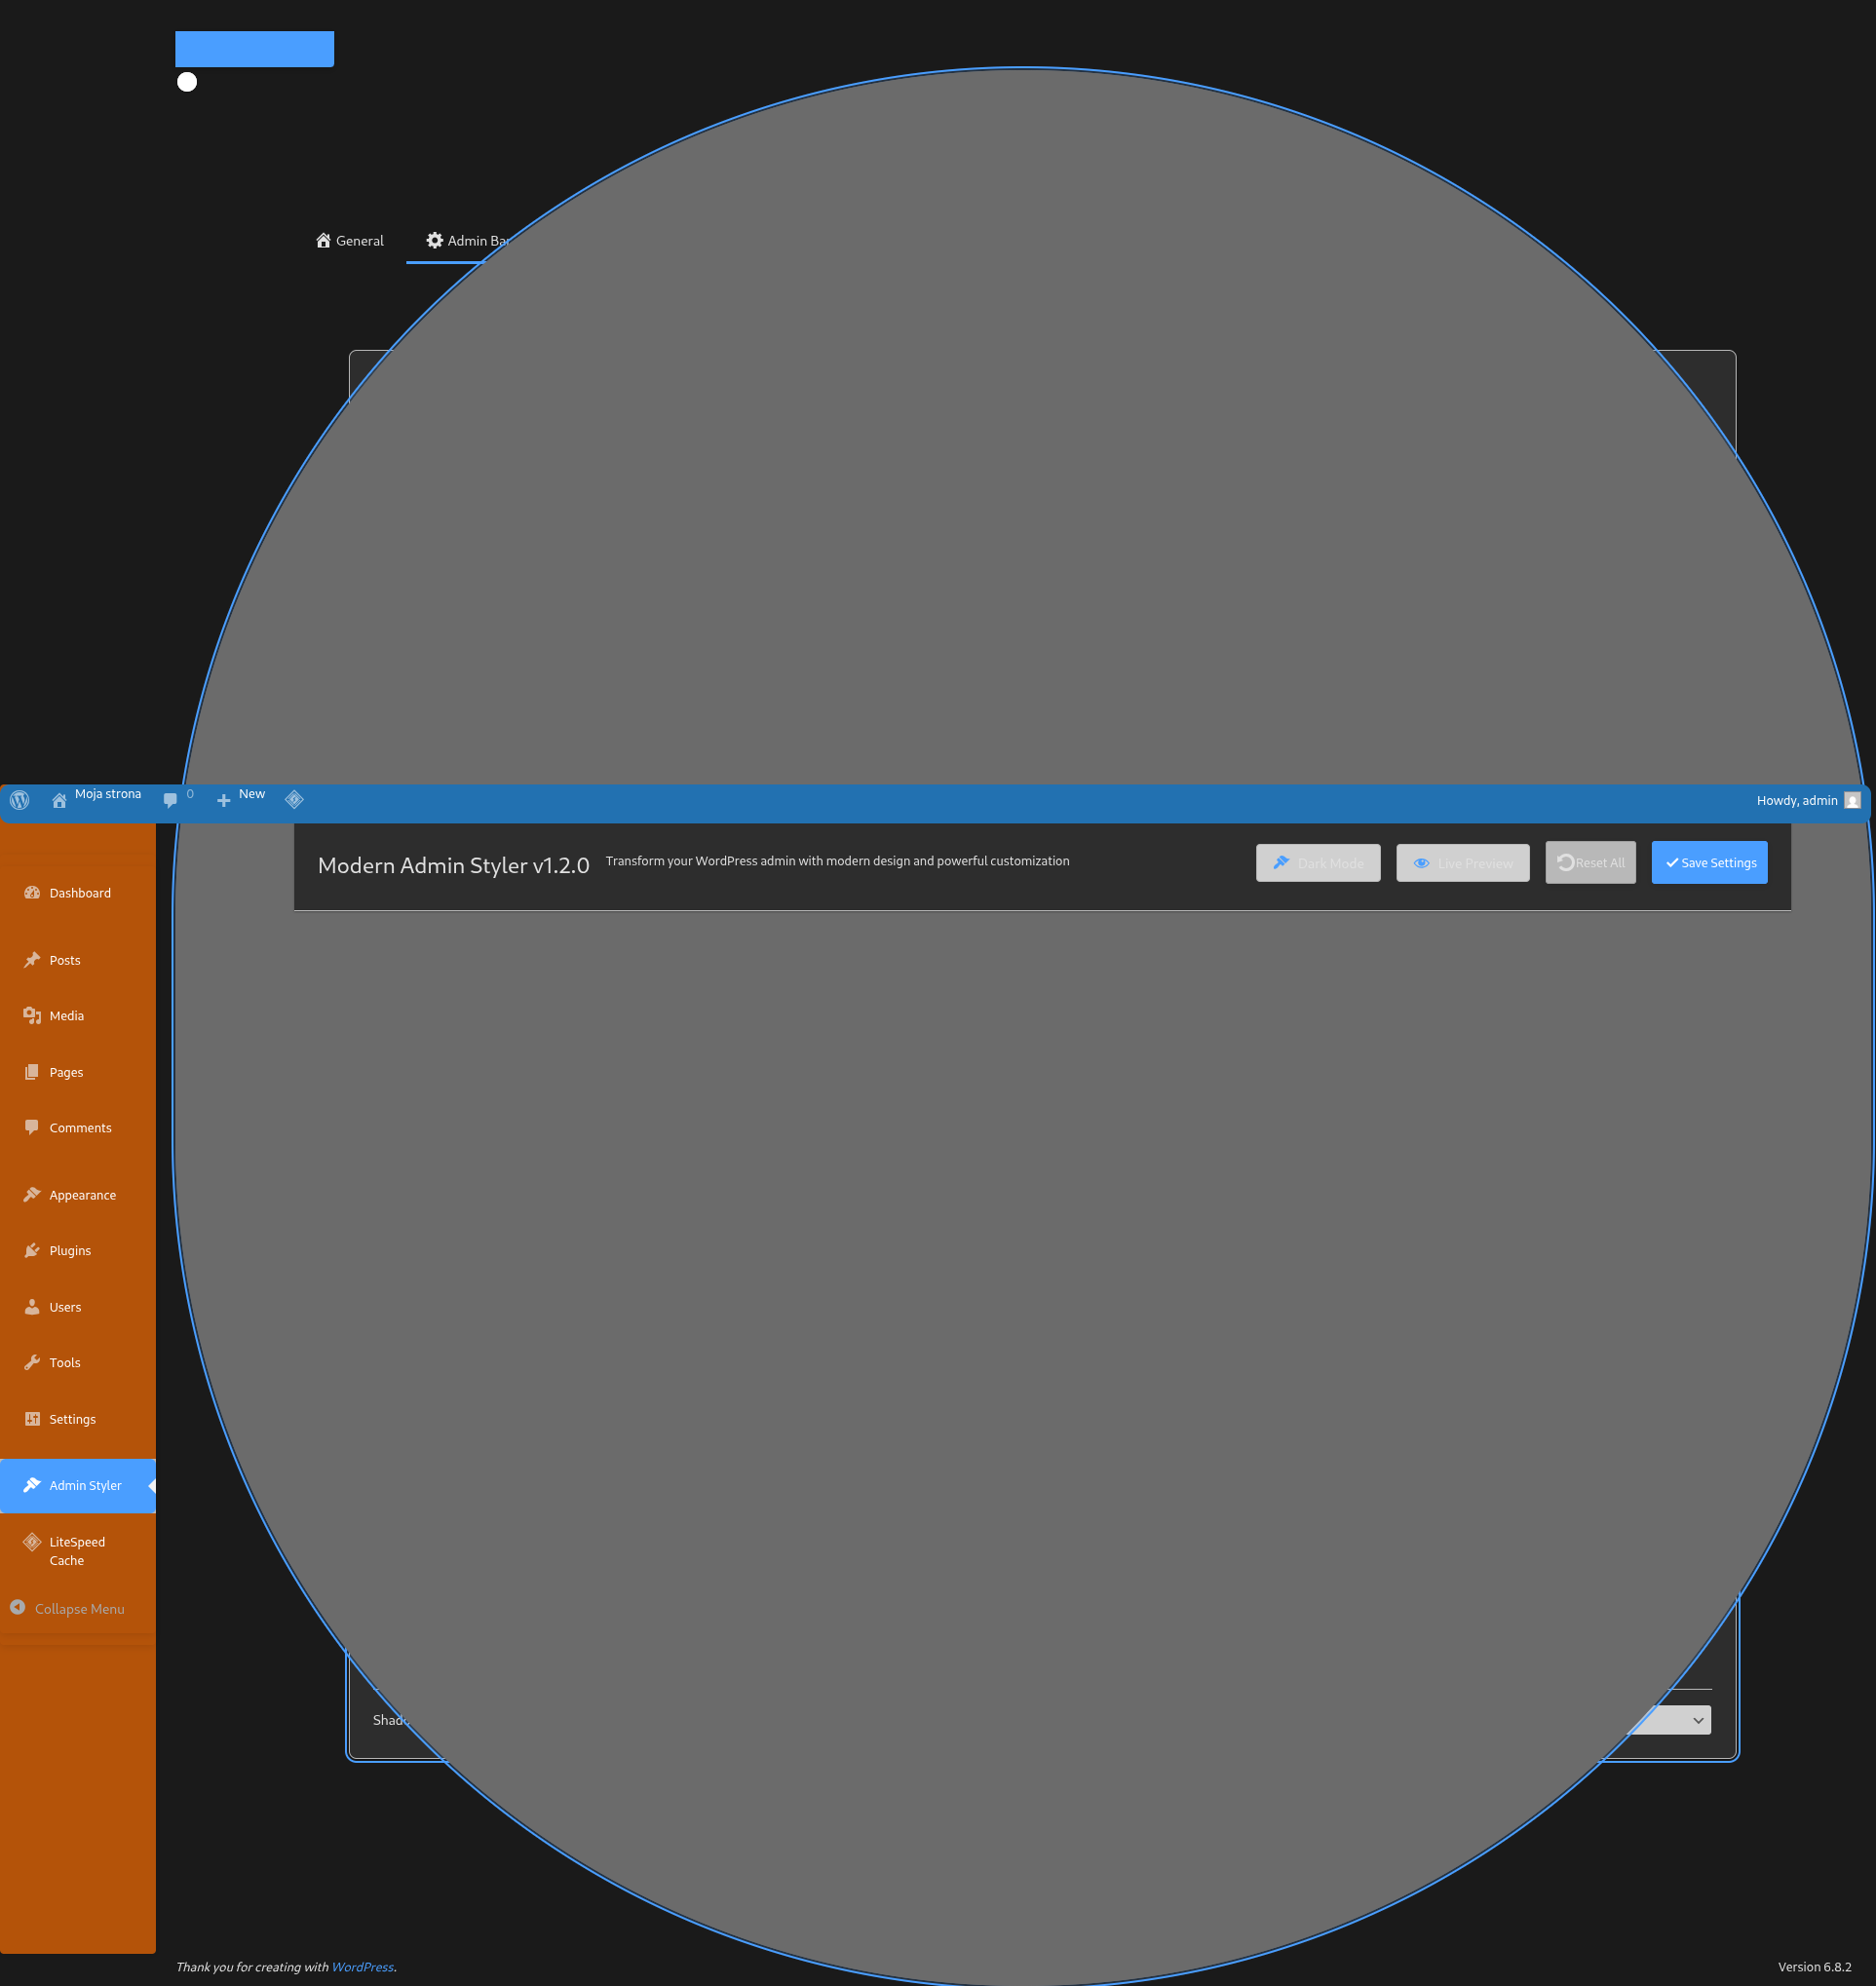 General
Admin Bar
Moja strona
0
New
Howdy, admin
Modern Admin Styler v1.2.0
Transform your WordPress admin with modern design and powerful customization
Dark Mode
Live Preview
Reset All
Save Settings
Dashboard
Posts
Media
Pages
Comments
Appearance
Plugins
Users
Tools
Settings
Admin Styler
LiteSpeed
Cache
Collapse Menu
Thank you for creating with WordPress.
Version 6.8.2